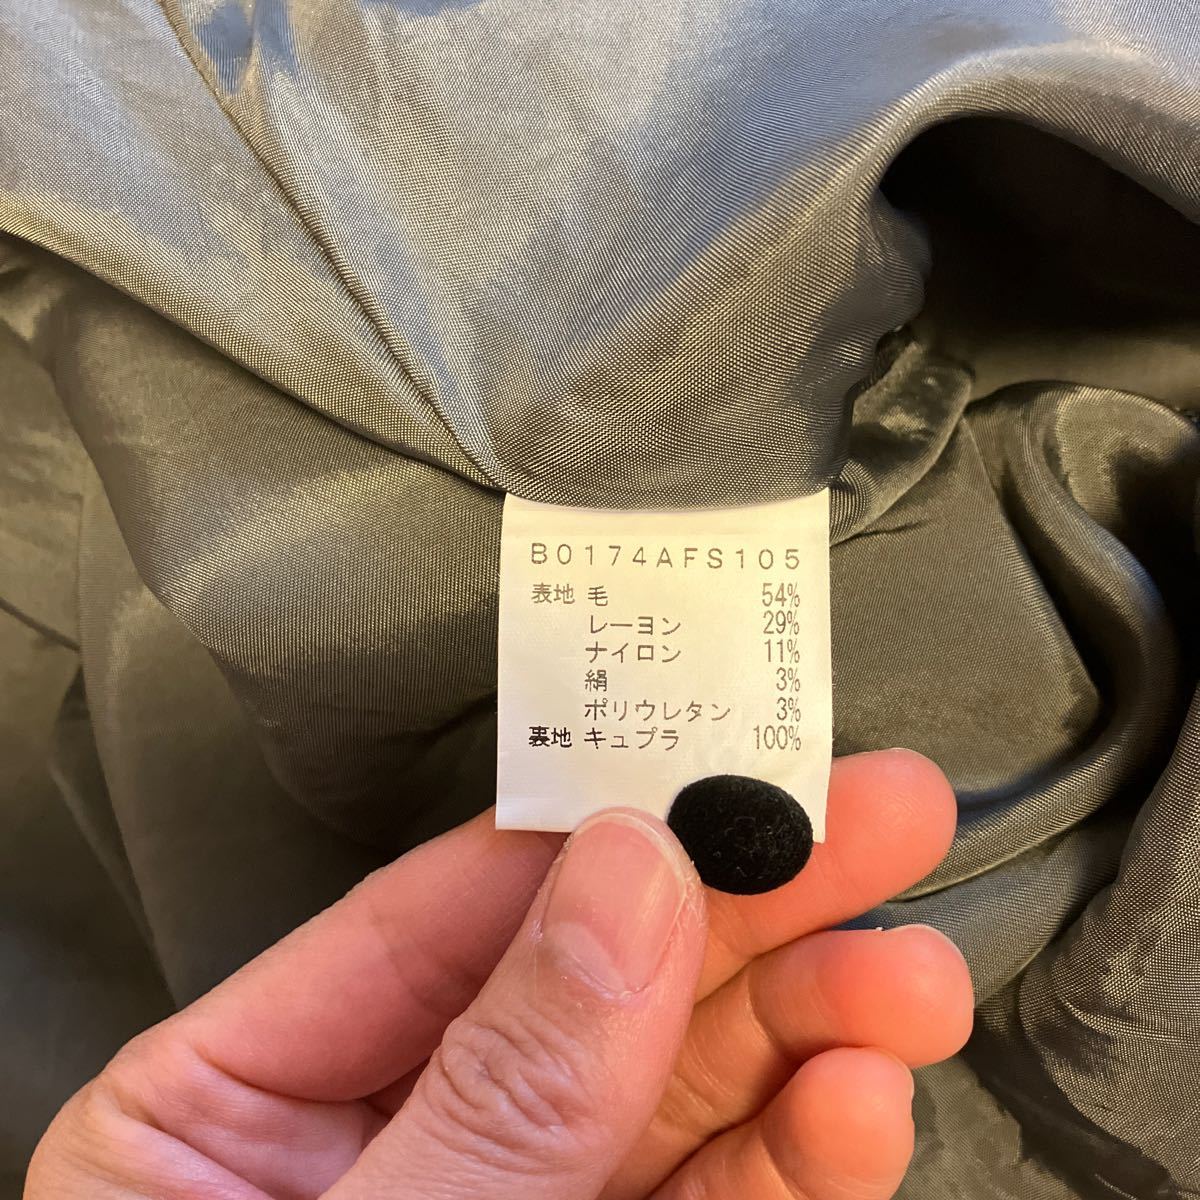 B0174AFS105
表地 毛 54%
レーヨン 29%
ナイロン 11%
絹 3%
ポリウレタン 3%
裏地 キュプラ 100%